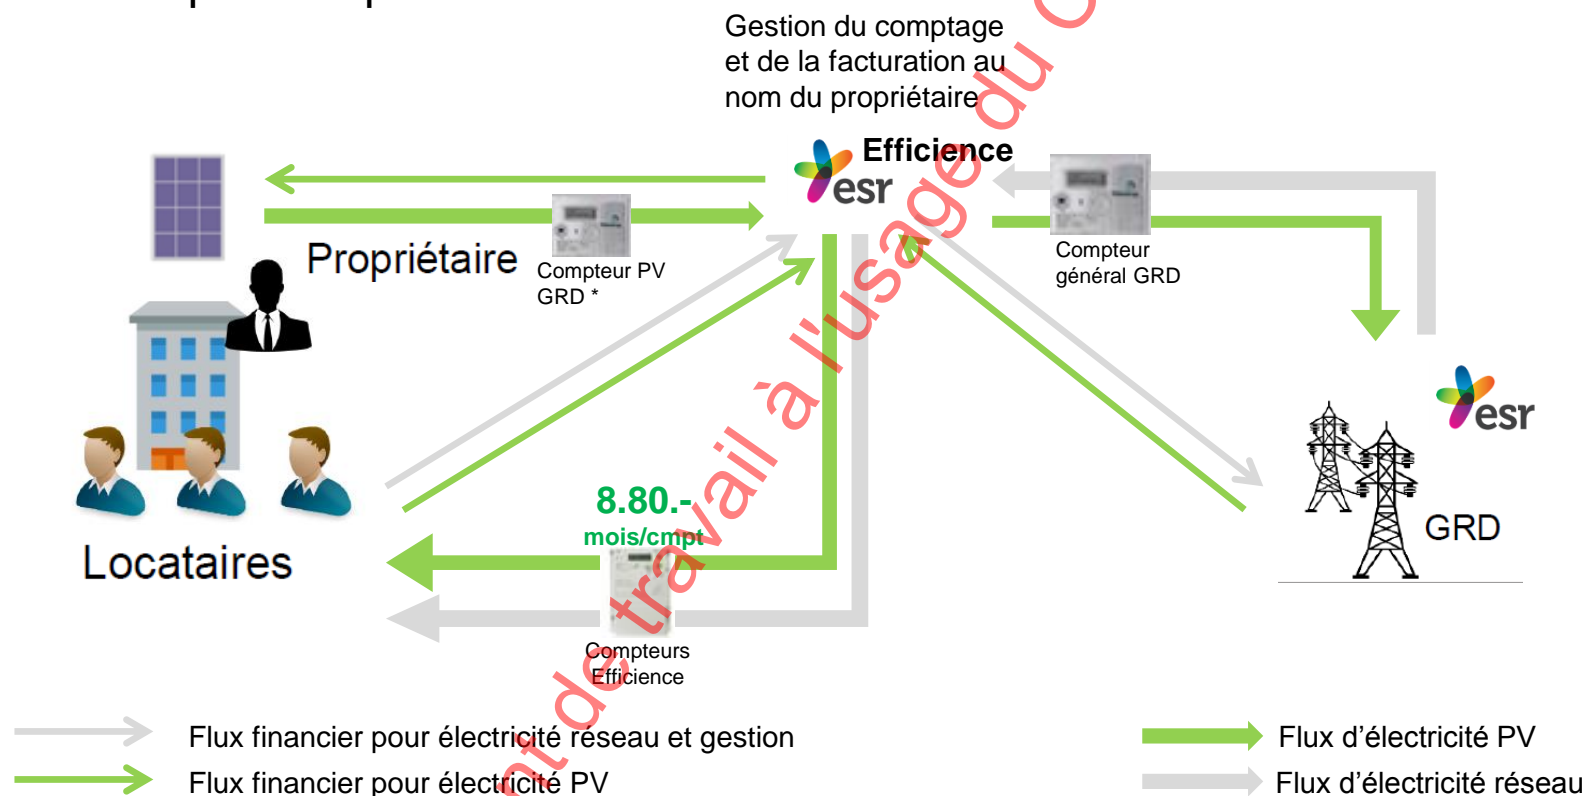 Gestion du comptage
et de la facturation au
nom du propriétaire
Efficience
esr
Propriétaire
Compteur PV
GRD *
Compteur
général GRD
esr
GRD
8.80.-
mois/cmpt
Locataires
Compteurs
Efficience
de travail à l'usage du
Flux financier pour électricité réseau et gestion
Flux financier pour électricité PV
Flux d'électricité PV
Flux d'électricité réseau